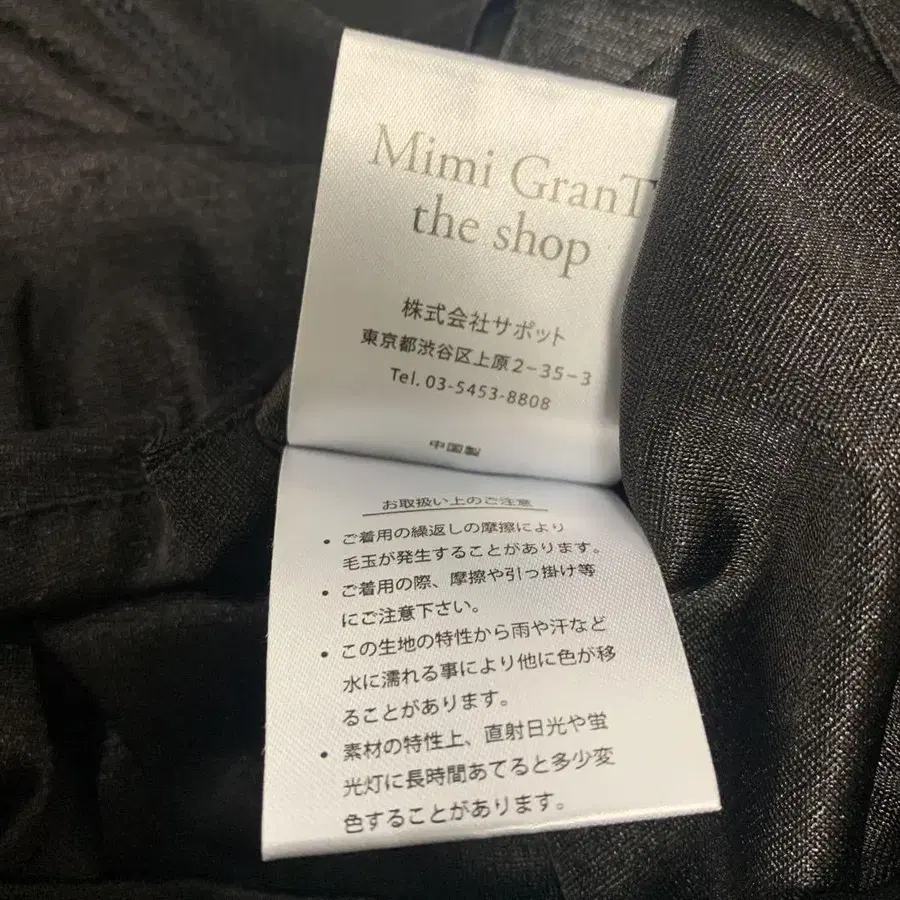 Mimi GranT
the shop
株式会社サポット
東京都渋谷区上原2-35-3
Tel. 03-5453-8808
中国製
お取扱い上のご注意
• ご着用の繰返しの摩擦により
毛玉が発生することがあります。
• ご着用の際、摩擦や引っ掛け等
にご注意下さい。
• この生地の特性から雨や汗など
水に濡れる事により他に色が移
ることがあります。
• 素材の特性上、直射日光や蛍
光灯に長時間あてると多少変
色することがあります。